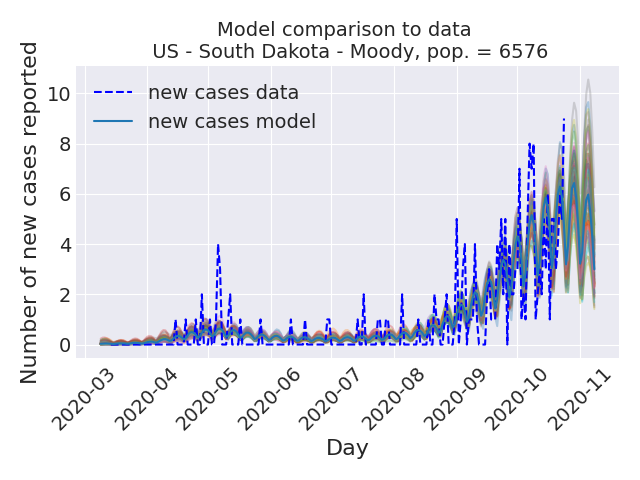 Model comparison to data
US - South Dakota - Moody, pop. = 6576
Number of new cases reported
10
8
6
4
2
0
new cases data
new cases model
2020-03
2020-04
2020-05
2020-06
2020-07
2020-08
2020-09
2020-10
2020-11
Day